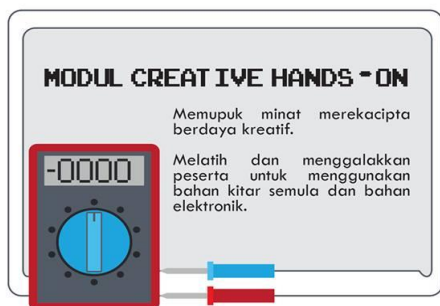 MODUL CREATIVE HANDS-ON
Memupuk minat merekacipta
berdaya kreatif.
Melatih dan menggalakkan
peserta untuk menggunakan
bahan kitar semula dan bahan
elektronik.
-0000